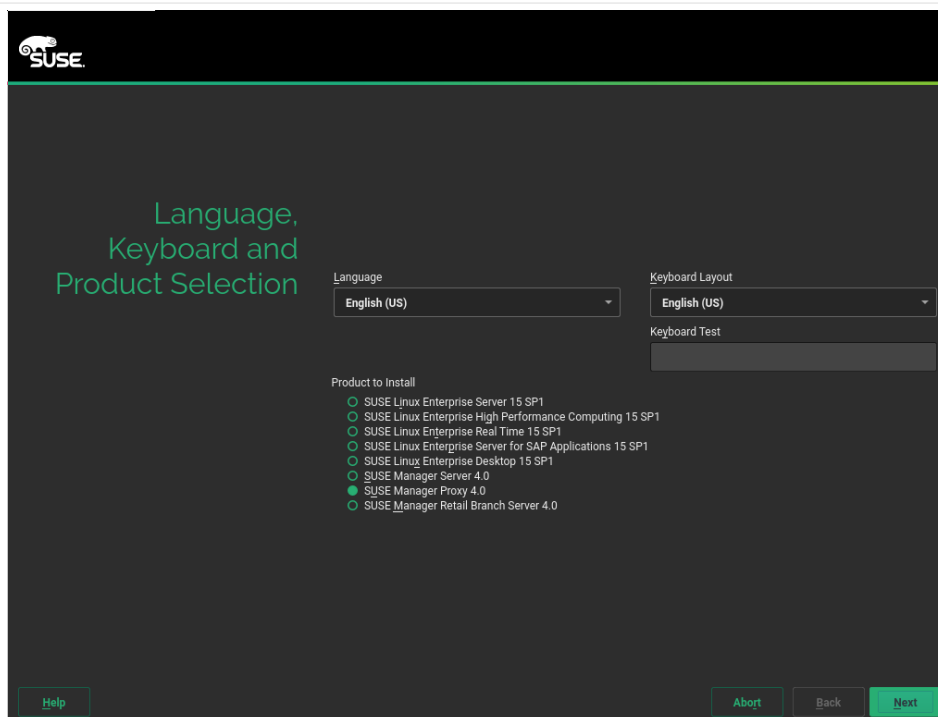 SUSE.
Language,
Keyboard and
Product Selection
Language
Keyboard Layout
English (US)
English (US)
Keyboard Test
Product to Install
SUSE Linux Enterprise Server 15 SP1
SUSE Linux Enterprise High Performance Computing 15 SP1
SUSE Linux Enterprise Real Time 15 SP1
SUSE Linux Enterprise Server for SAP Applications 15 SP1
SUSE Linux Enterprise Desktop 15 SP1
SUSE Manager Server 4.0
SUSE Manager Proxy 4.0
SUSE Manager Retail Branch Server 4.0
Help
Abort
Back
Next